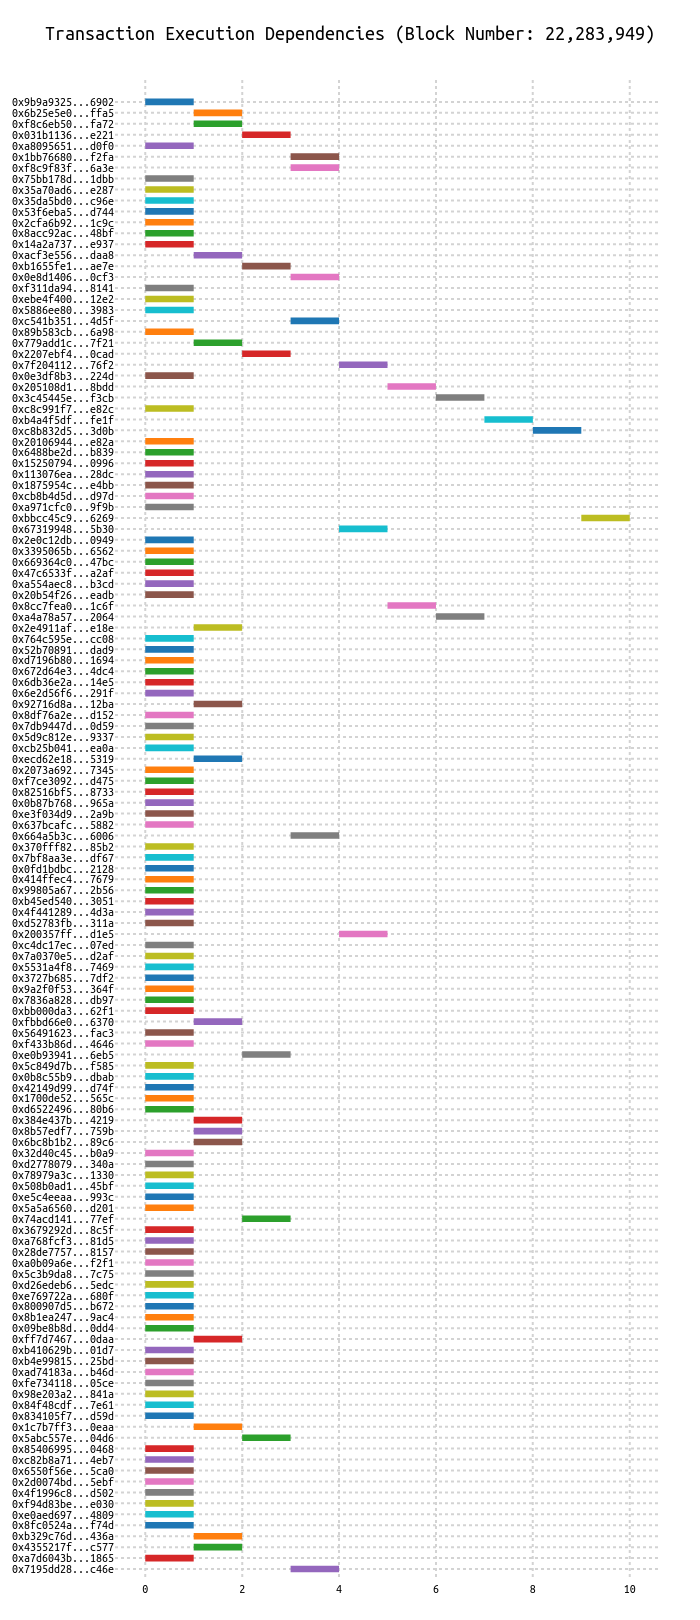 Transaction Execution Dependencies (Block Number: 22,283,949)
0x9b9a9325...6902
0x6b25e5e0...ffa5
0xf8c6eb50...fa72
0x031b1136...e221
0xa8095651...d0f0
0x1bb76680...f2fa
0xf8c9f83f...6a3e
0x75bb178d...1dbb
0x35a70ad6...e287
0x35da5bd0...c96e
0x53f6eba5...d744
0x2cfa6b92...1c9c
0x8acc92ac...48bf
0x14a2a737...e937
0xacf3e556...daa8
0xb1655fe1...ae7e
0x0e8d1406...0cf3
0xf311da94...8141
0xebe4f400...12e2
0x5886ee80...3983
0xc541b351...4d5f
0x89b583cb...6a98
0x779add1c...7f21
0x2207ebf4...0cad
0x7f204112...76f2
0x0e3df8b3...224d
0x205108d1...8bdd
0x3c45445e...f3cb
0xc8c991f7...e82c
0xb4a4f5df...fe1f
0xc8b832d5...3d0b
0x20106944...e82a
0x6488be2d...b839
0x15250794...0996
0x113076ea...28dc
0x1875954c...e4bb
0xcb8b4d5d...d97d
0xa971cfc0...9f9b
0xbbcc45c9...6269
0x67319948...5b30
0x2e0c12db...0949
0x3395065b...6562
0x669364c0...47bc
0x47c6533f...a2af
0xa554aec8...b3cd
0x20b54f26...eadb
0x8cc7fea0...1c6f
0xa4a78a57...2064
0x2e4911af...e18e
0x764c595e...cc08
0x52b70891...dad9
0xd7196b80...1694
0x672d64e3...4dc4
0x6db36e2a...14e5
0x6e2d56f6...291f
0x92716d8a...12ba
0x8df76a2e...d152
0x7db9447d...0d59
0x5d9c812e...9337
0xcb25b041...ea0a
0xecd62e18...5319
0x2073a692...7345
0xf7ce3092...d475
0x82516bf5...8733
0x0b87b768...965a
0xe3f034d9...2a9b
0x637bcafc...5882
0x664a5b3c...6006
0x370fff82...85b2
0x7bf8aa3e...df67
0x0fd1bdbc...2128
0x414ffec4...7679
0x99805a67...2b56
0xb45ed540...3051
0x4f441289...4d3a
0xd52783fb...311a
0x200357ff...d1e5
0xc4dc17ec...07ed
0x7a0370e5...d2af
0x5531a4f8...7469
0x3727b685...7df2
0x9a2f0f53...364f
0x7836a828...db97
0xbb000da3...62f1
0xfbbd66e0...6370
0x56491623...fac3
0xf433b86d...4646
0xe0b93941...6eb5
0x5c849d7b...f585
0x0b8c55b9...dbab
0x42149d99...d74f
0x1700de52...565c
0xd6522496...80b6
0x384e437b...4219
0x8b57edf7...759b
0x6bc8b1b2...89c6
0x32d40c45...b0a9
0xd2778079...340a
0x78979a3c...1330
0x508b0ad1...45bf
0xe5c4eeaa...993c
0x5a5a6560...d201
0x74acd141...77ef
0x3679292d...8c5f
0xa768fcf3...81d5
0x28de7757...8157
0xa0b09a6e...f2f1
0x5c3b9da8...7c75
0xd26edeb6...5edc
0xe769722a...680f
0x800907d5...b672
0x8b1ea247...9ac4
0x09be8b8d...0dd4
0xff7d7467...0daa
0xb410629b...01d7
0xb4e99815...25bd
0xad74183a...b46d
0xfe734118...05ce
0x98e203a2...841a
0x84f48cdf...7e61
0x834105f7...d59d
0x1c7b7ff3...0eaa
0x5abc557e...04d6
0x85406995...0468
0xc82b8a71...4eb7
0x6550f56e...5ca0
0x2d0074bd...5ebf
0x4f1996c8...d502
0xf94d83be...e030
0xe0aed697...4809
0x8fc0524a...f74d
0xb329c76d...436a
0x4355217f...c577
0xa7d6043b...1865
0x7195dd28...c46e
0 2 4 6 8 10